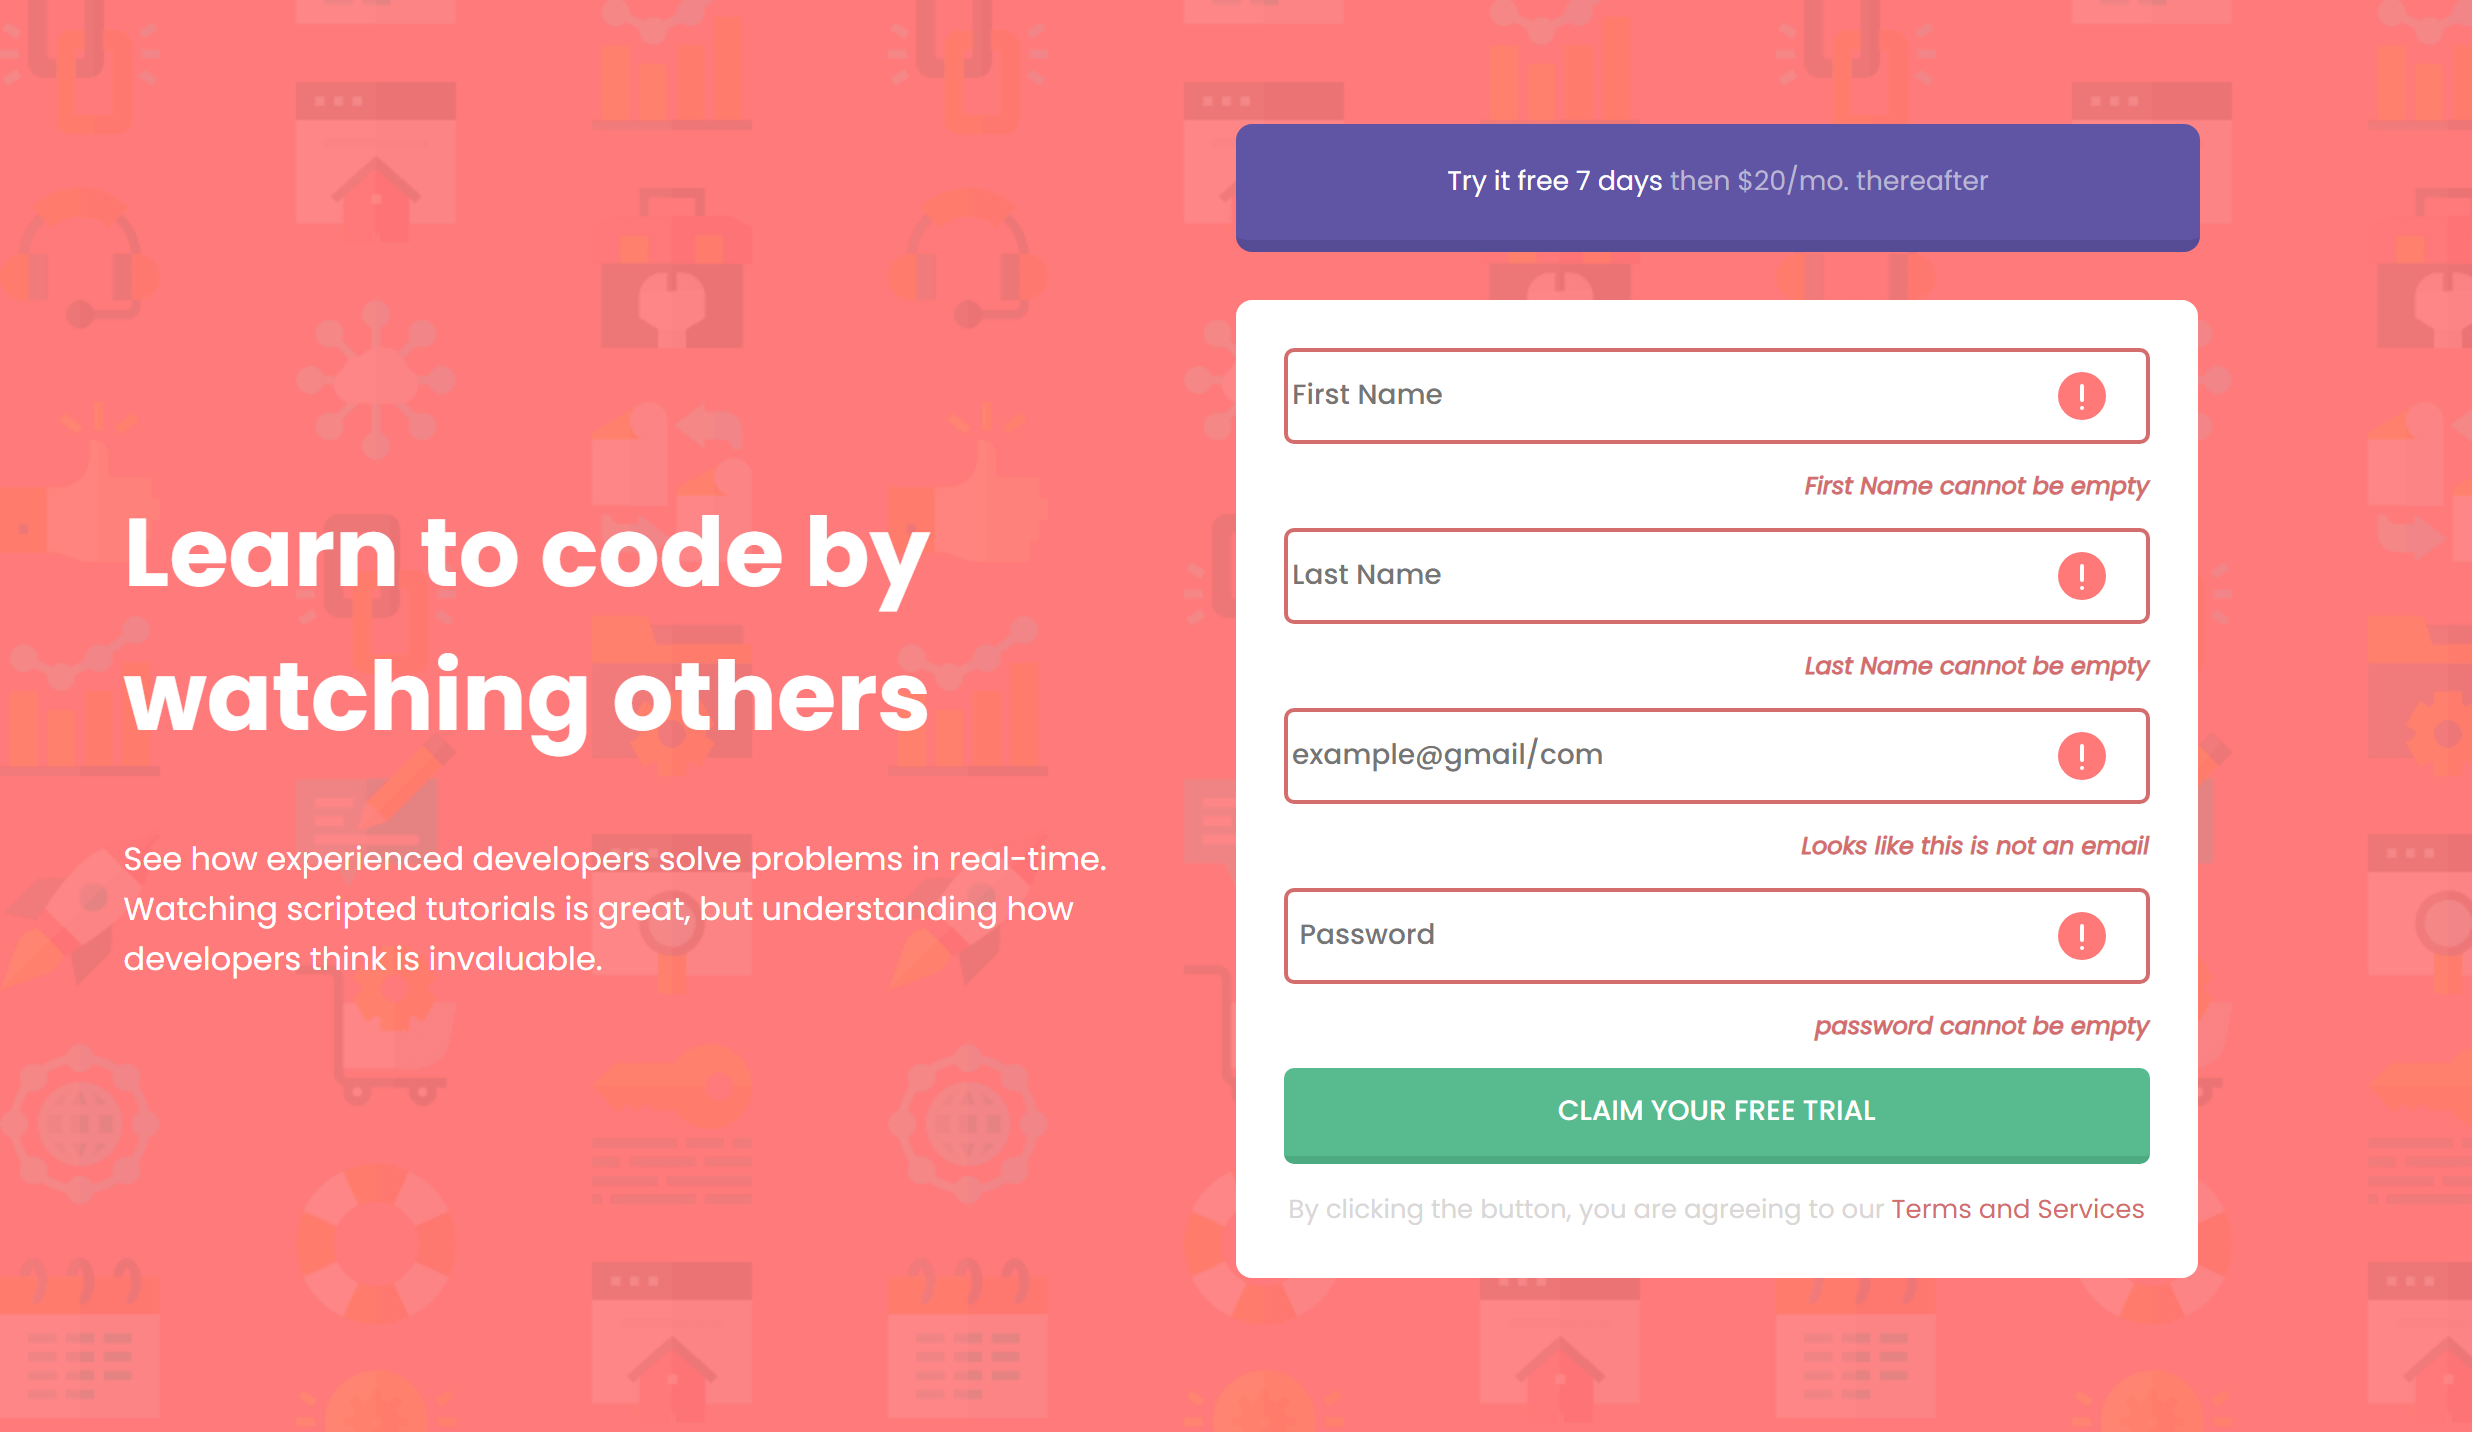 Learn to code by
watching others
See how experienced developers solve problems in real-time.
Watching scripted tutorials is great, but understanding how
developers think is invaluable.
Try it free 7 days then $20/mo. thereafter
First Name
First Name cannot be empty
Last Name
Last Name cannot be empty
example@gmail/com
Looks like this is not an email
Password
password cannot be empty
CLAIM YOUR FREE TRIAL
By clicking the button, you are agreeing to our Terms and Services